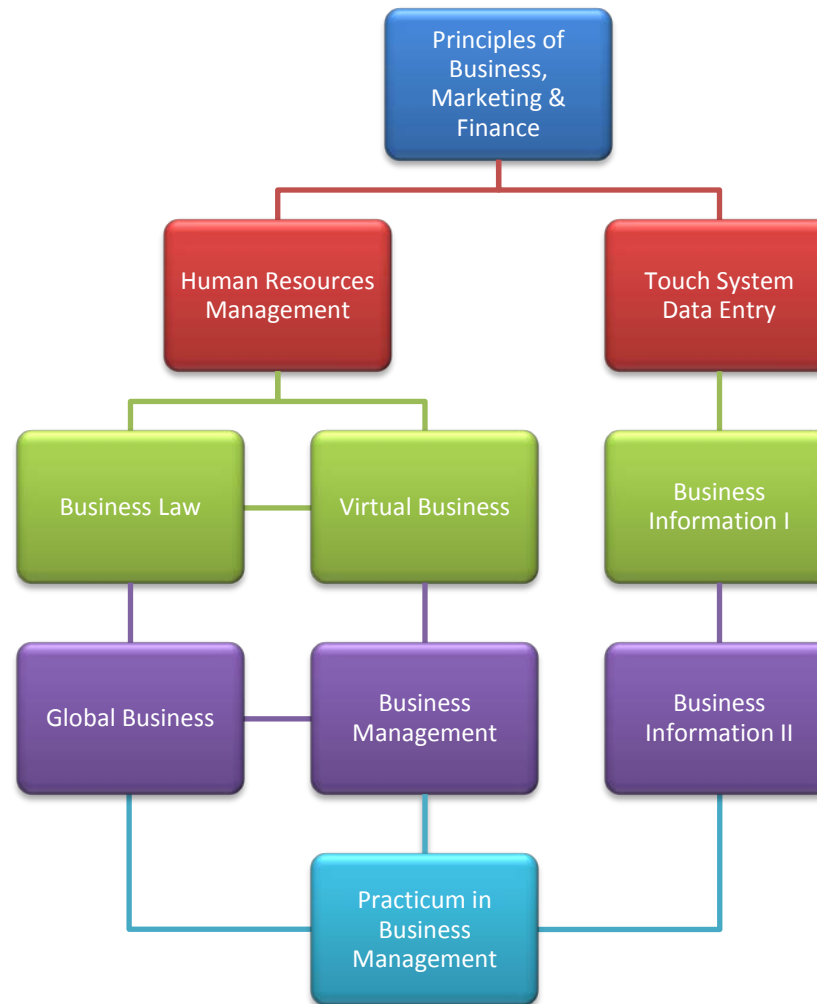 Principles of
Business,
Marketing &
Finance
Human Resources
Management
Touch System
Data Entry
Business Law
Virtual Business
Business
Information I
Global Business
Business
Management
Business
Information II
Practicum in
Business
Management